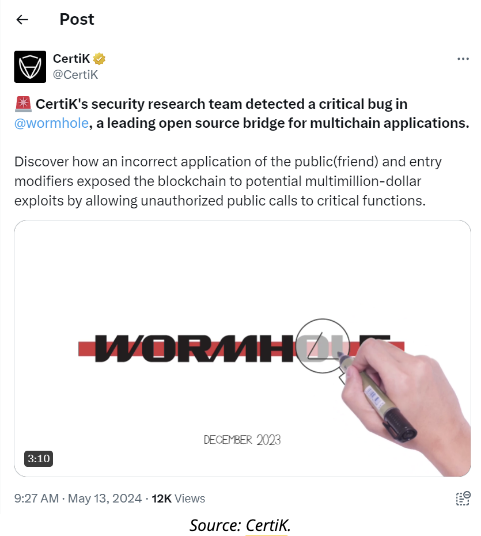 ← Post
CertiK
@CertiK
🚨 CertiK's security research team detected a critical bug in
@wormhole, a leading open source bridge for multichain applications.
Discover how an incorrect application of the public(friend) and entry
modifiers exposed the blockchain to potential multimillion-dollar
exploits by allowing unauthorized public calls to critical functions.
WORMHOLE
DECEMBER 2023
3:10
9:27 AM · May 13, 2024 · 12K Views
Source: CertiK.